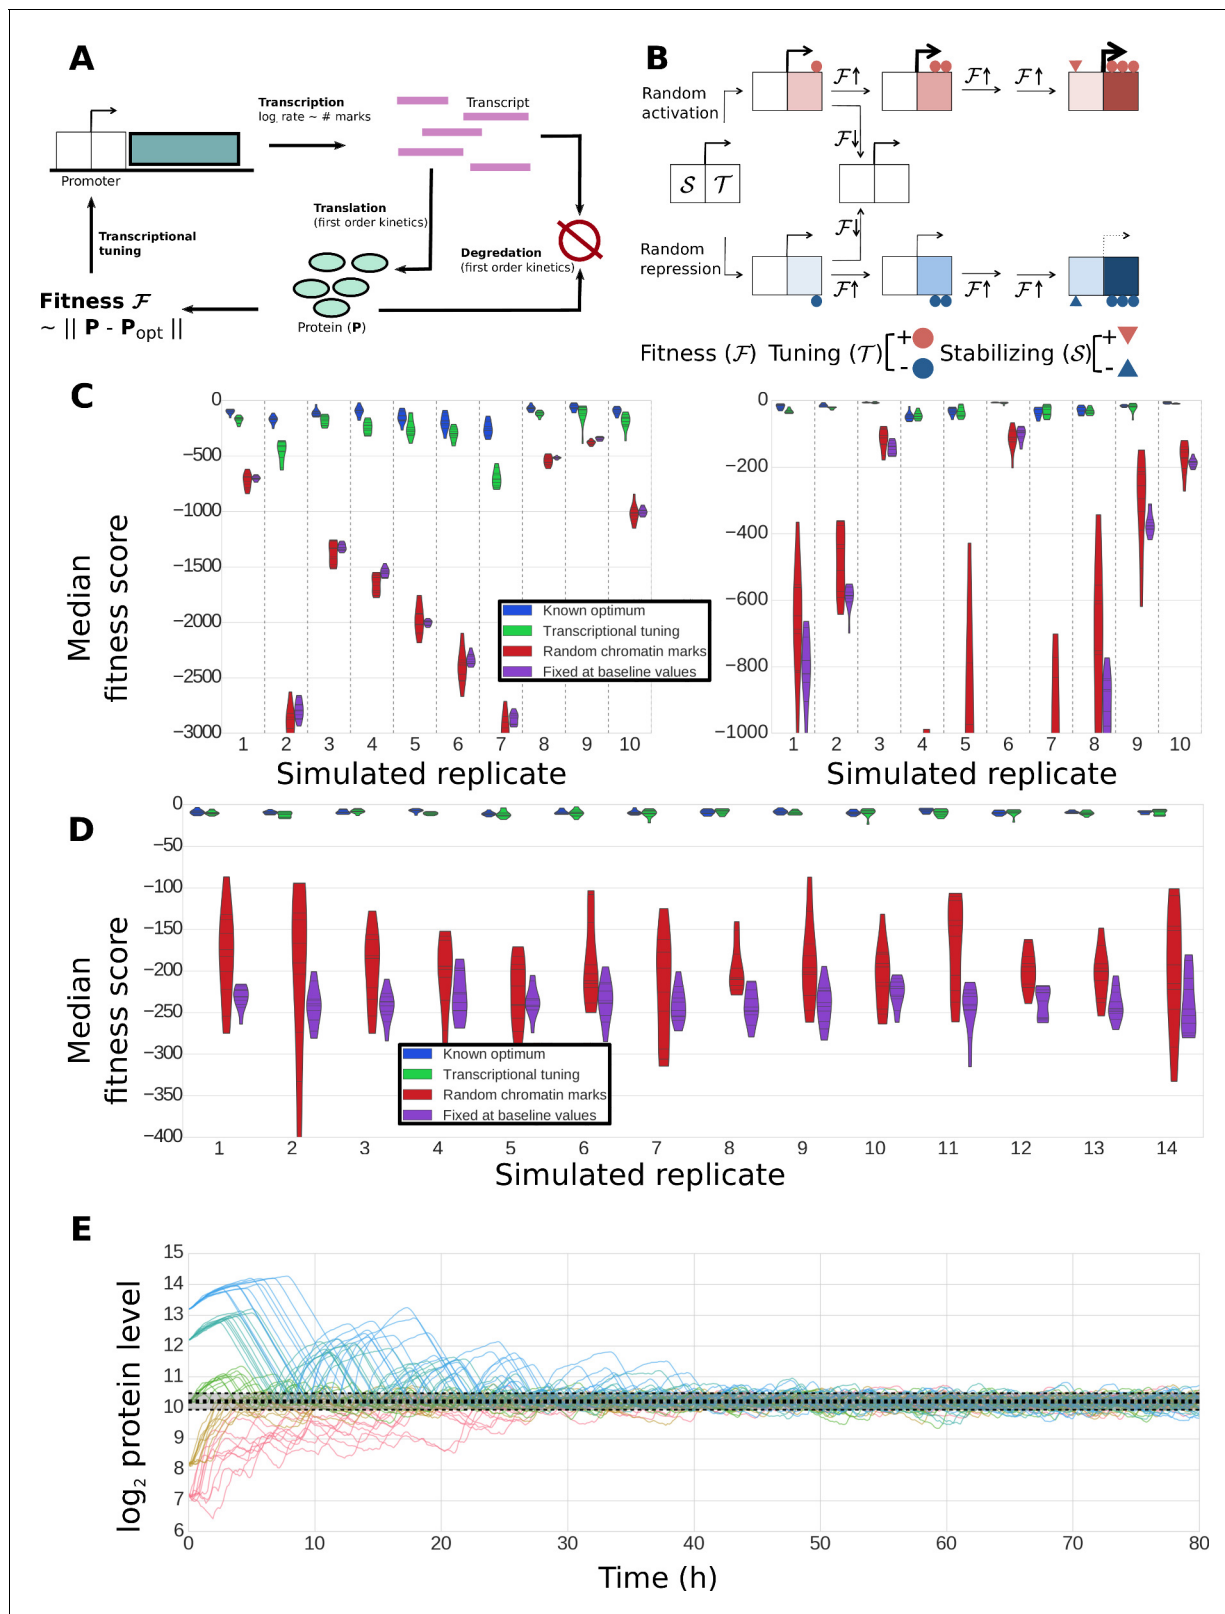 A
Transcription
log rate ~ # marks
Transcript
Promoter
Translation
(first order kinetics)
Transcriptional
tuning
Degredation
(first order kinetics)
Fitness ℱ
~ || P - Popt ||
Protein (P)
B
Random
activation
ℱ↑
ℱ↑
ℱ↑
ℱ↓
𝒮 𝒯
ℱ↓
Random
repression
ℱ↑
ℱ↑
ℱ↑
Fitness (ℱ) Tuning (𝒯) + - Stabilizing (𝒮) + -
C
Median
fitness score
0
−500
−1000
−1500
−2000
−2500
−3000
1 2 3 4 5 6 7 8 9 10
Simulated replicate
Known optimum
Transcriptional tuning
Random chromatin marks
Fixed at baseline values
0
−200
−400
−600
−800
−1000
1 2 3 4 5 6 7 8 9 10
Simulated replicate
D
Median
fitness score
0
−50
−100
−150
−200
−250
−300
−350
−400
Known optimum
Transcriptional tuning
Random chromatin marks
Fixed at baseline values
1 2 3 4 5 6 7 8 9 10 11 12 13 14
Simulated replicate
E
log₂ protein level
15
14
13
12
11
10
9
8
7
6
0 10 20 30 40 50 60 70 80
Time (h)